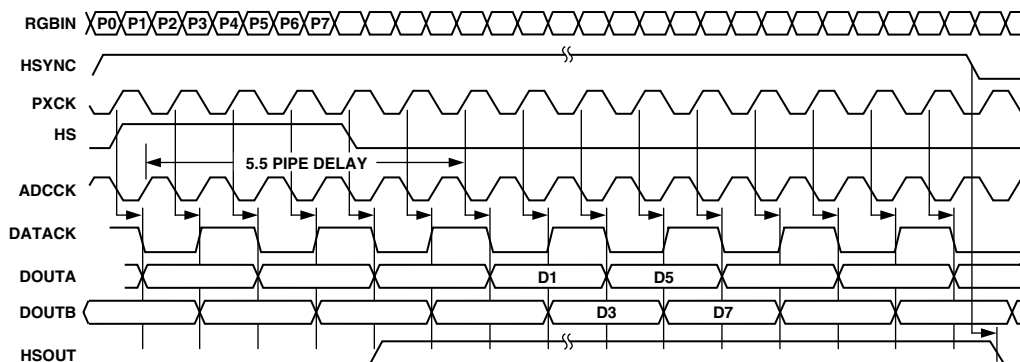 RGBIN P0 P1 P2 P3 P4 P5 P6 P7
HSYNC
PXCK
HS
5.5 PIPE DELAY
ADCCK
DATACK
DOUTA D1 D5
DOUTB D3 D7
HSOUT